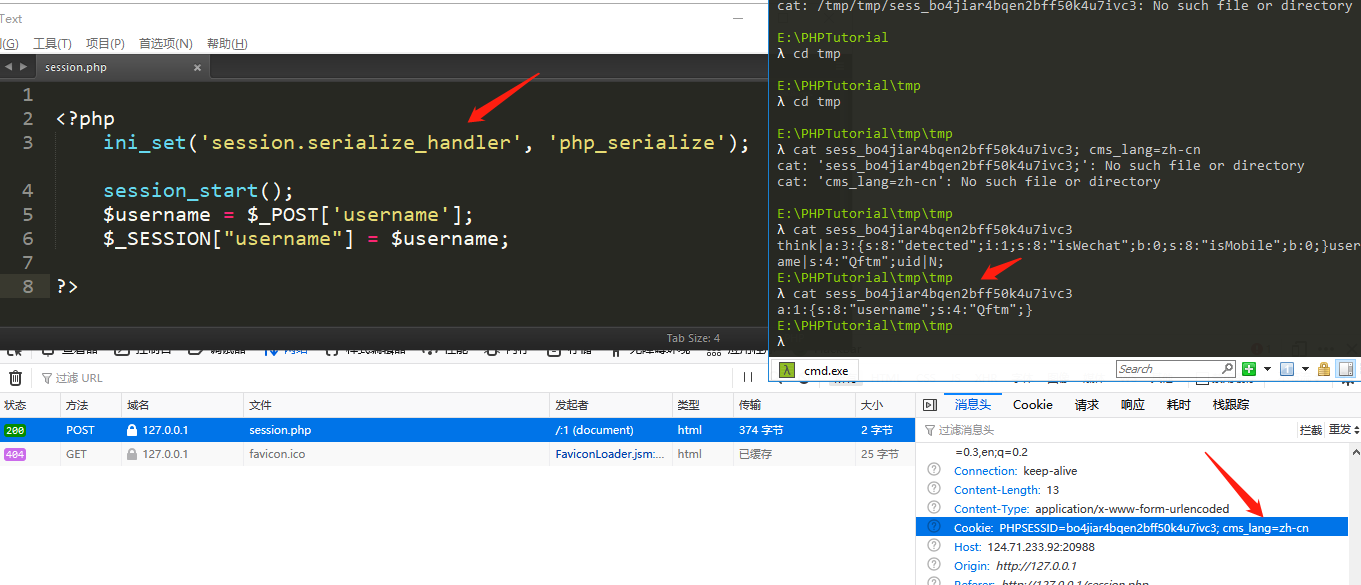 Text
(G) 工具(T) 项目(P) 首选项(N) 帮助(H)
session.php ×
1
2 <?php
3 ini_set('session.serialize_handler', 'php_serialize');
4 session_start();
5 $username = $_POST['username'];
6 $_SESSION["username"] = $username;
7
8 ?>
Tab Size: 4
cat: /tmp/tmp/sess_bo4jiar4bqen2bff50k4u7ivc3: No such file or directory
E:\PHPTutorial
λ cd tmp
E:\PHPTutorial\tmp
λ cd tmp
E:\PHPTutorial\tmp\tmp
λ cat sess_bo4jiar4bqen2bff50k4u7ivc3; cms_lang=zh-cn
cat: 'sess_bo4jiar4bqen2bff50k4u7ivc3;': No such file or directory
cat: 'cms_lang=zh-cn': No such file or directory
E:\PHPTutorial\tmp\tmp
λ cat sess_bo4jiar4bqen2bff50k4u7ivc3
think|a:3:{s:8:"detected";i:1;s:8:"isWechat";b:0;s:8:"isMobile";b:0;}user
ame|s:4:"Qftm";uid|N;
E:\PHPTutorial\tmp\tmp
λ cat sess_bo4jiar4bqen2bff50k4u7ivc3
a:1:{s:8:"username";s:4:"Qftm";}
E:\PHPTutorial\tmp\tmp
λ
λ cmd.exe
Search
过滤 URL
状态 方法 域名 文件 发起者 类型 传输 大小
200 POST 127.0.0.1 session.php /:1 (document) html 374 字节 2 字节
404 GET 127.0.0.1 favicon.ico FaviconLoader.jsm:... html 已缓存 25 字节
消息头 Cookie 请求 响应 耗时 栈跟踪
过滤消息头 拦截 重发
=0.3,en;q=0.2
Connection: keep-alive
Content-Length: 13
Content-Type: application/x-www-form-urlencoded
Cookie: PHPSESSID=bo4jiar4bqen2bff50k4u7ivc3; cms_lang=zh-cn
Host: 124.71.233.92:20988
Origin: http://127.0.0.1
Referer: http://127.0.0.1/session.php